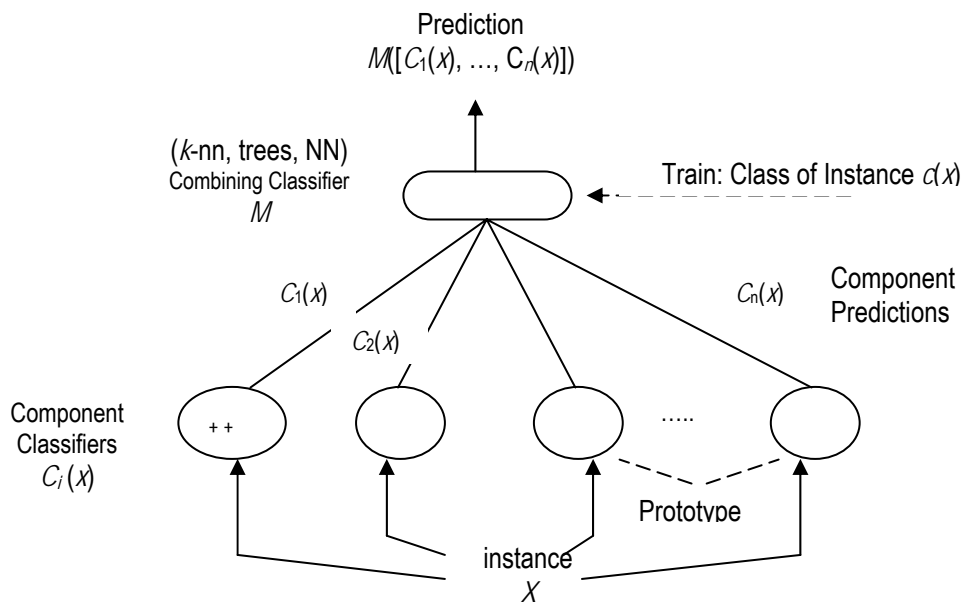 Prediction
M([C₁(x), ..., Cₙ(x)])
(k-nn, trees, NN)
Combining Classifier
M
Train: Class of Instance c(x)
C₁(x)
Cₙ(x)
Component
Predictions
C₂(x)
Component
Classifiers
Cᵢ (x)
+ +
.....
Prototype
instance
X